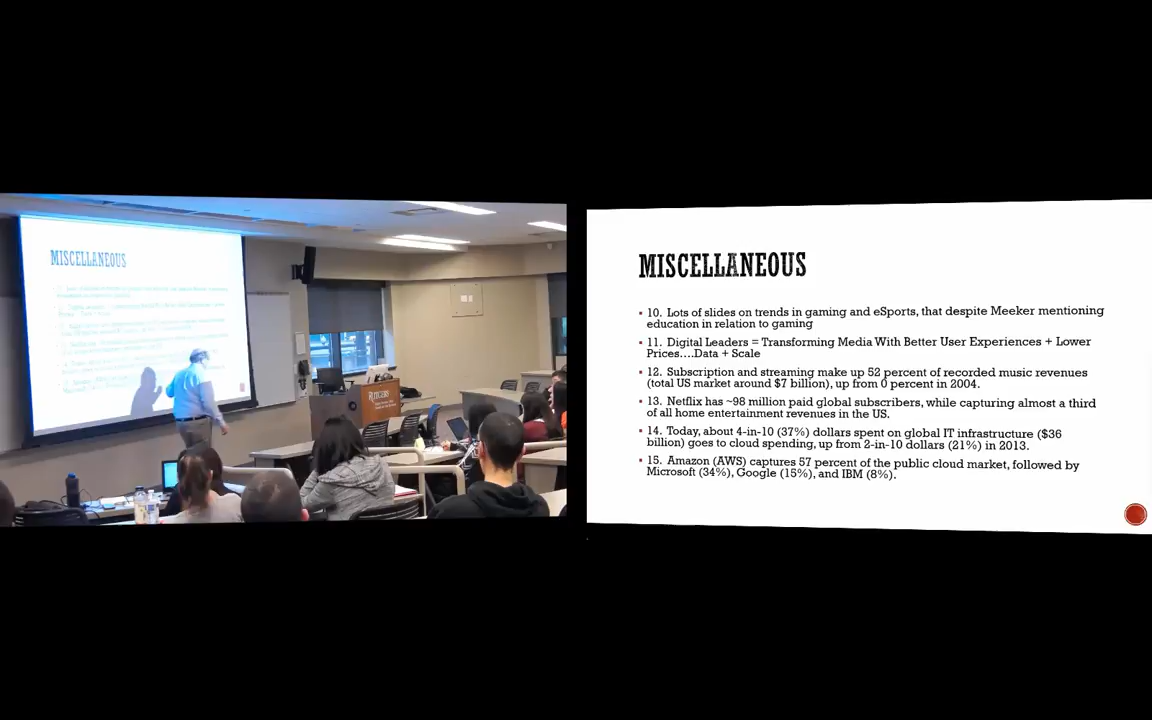 MISCELLANEOUS
RUTGERS
MISCELLANEOUS
10. Lots of slides on trends in gaming and eSports, that despite Meeker mentioning
education in relation to gaming
11. Digital Leaders = Transforming Media With Better User Experiences + Lower
Prices....Data + Scale
12. Subscription and streaming make up 52 percent of recorded music revenues
(total US market around $7 billion), up from 0 percent in 2004.
13. Netflix has ~98 million paid global subscribers, while capturing almost a third
of all home entertainment revenues in the US.
14. Today, about 4-in-10 (37%) dollars spent on global IT infrastructure ($36
billion) goes to cloud spending, up from 2-in-10 dollars (21%) in 2013.
15. Amazon (AWS) captures 57 percent of the public cloud market, followed by
Microsoft (34%), Google (15%), and IBM (8%).